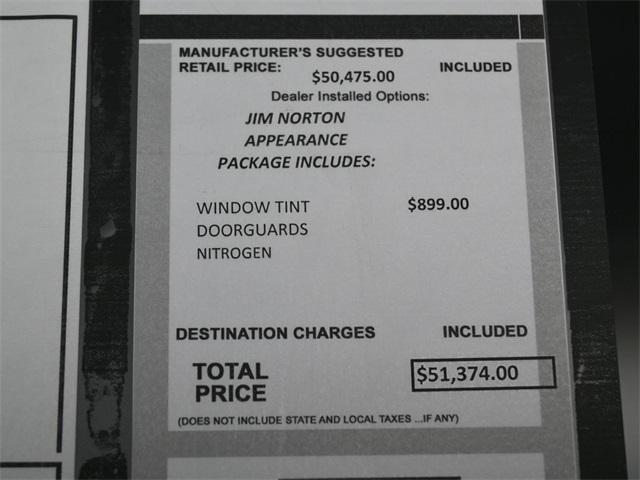 MANUFACTURER'S SUGGESTED
RETAIL PRICE: $50,475.00 INCLUDED
Dealer Installed Options:
JIM NORTON
APPEARANCE
PACKAGE INCLUDES:
WINDOW TINT $899.00
DOORGUARDS
NITROGEN
DESTINATION CHARGES INCLUDED
TOTAL $51,374.00
PRICE
(DOES NOT INCLUDE STATE AND LOCAL TAXES ...IF ANY)